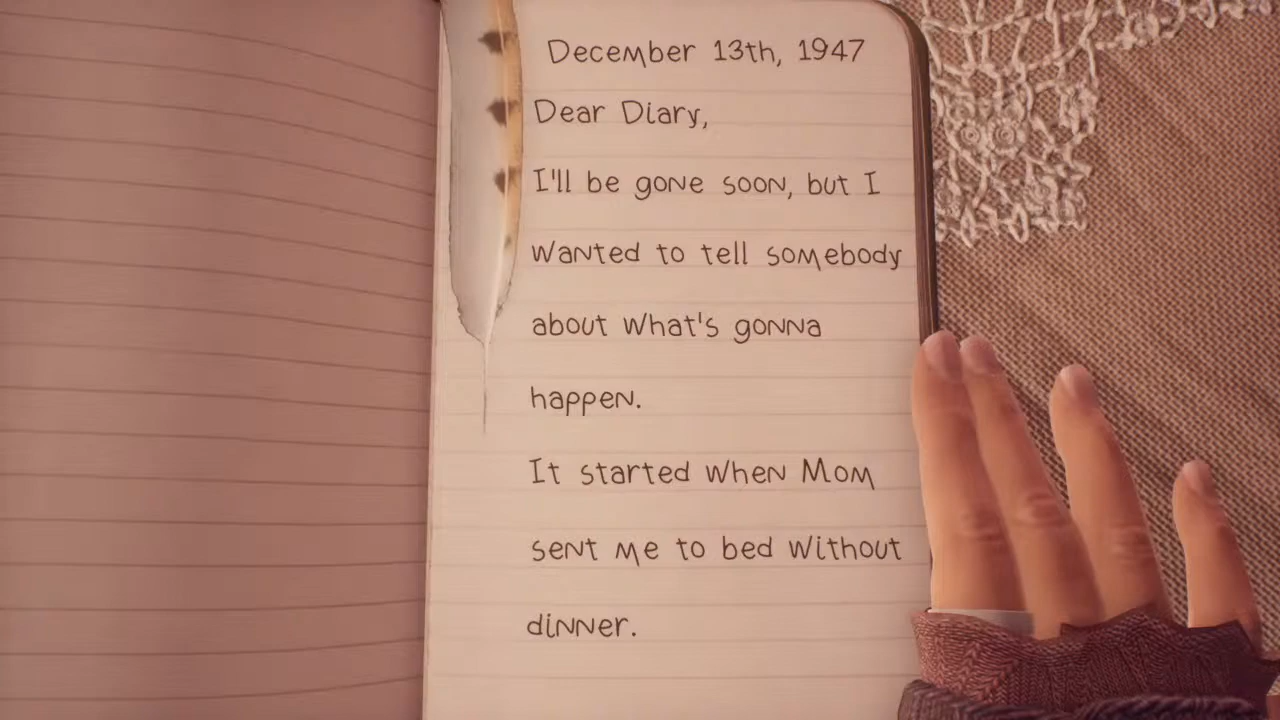 December 13th, 1947
Dear Diary,
I'll be gone soon, but I
wanted to tell somebody
about what's gonna
happen.
It started when Mom
sent me to bed without
dinner.